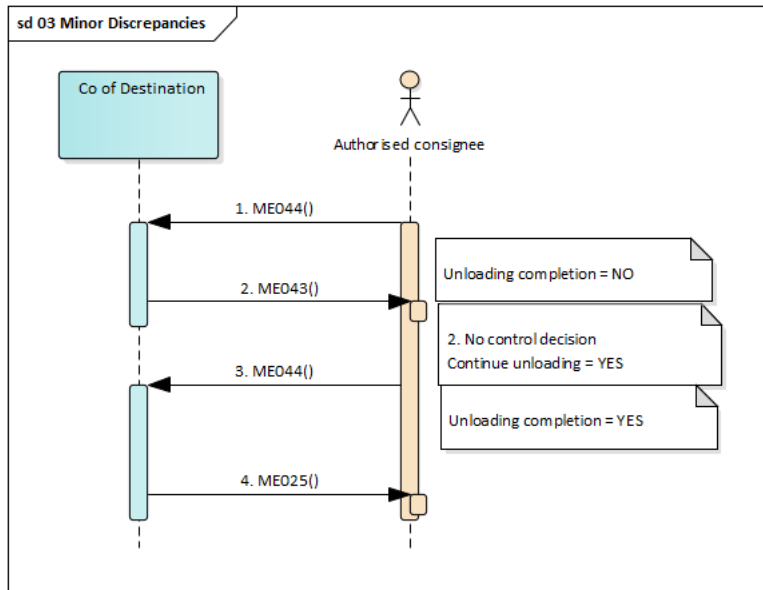 sd 03 Minor Discrepancies
Co of Destination
Authorised consignee
1. ME044()
Unloading completion = NO
2. ME043()
2. No control decision
Continue unloading = YES
3. ME044()
Unloading completion = YES
4. ME025()